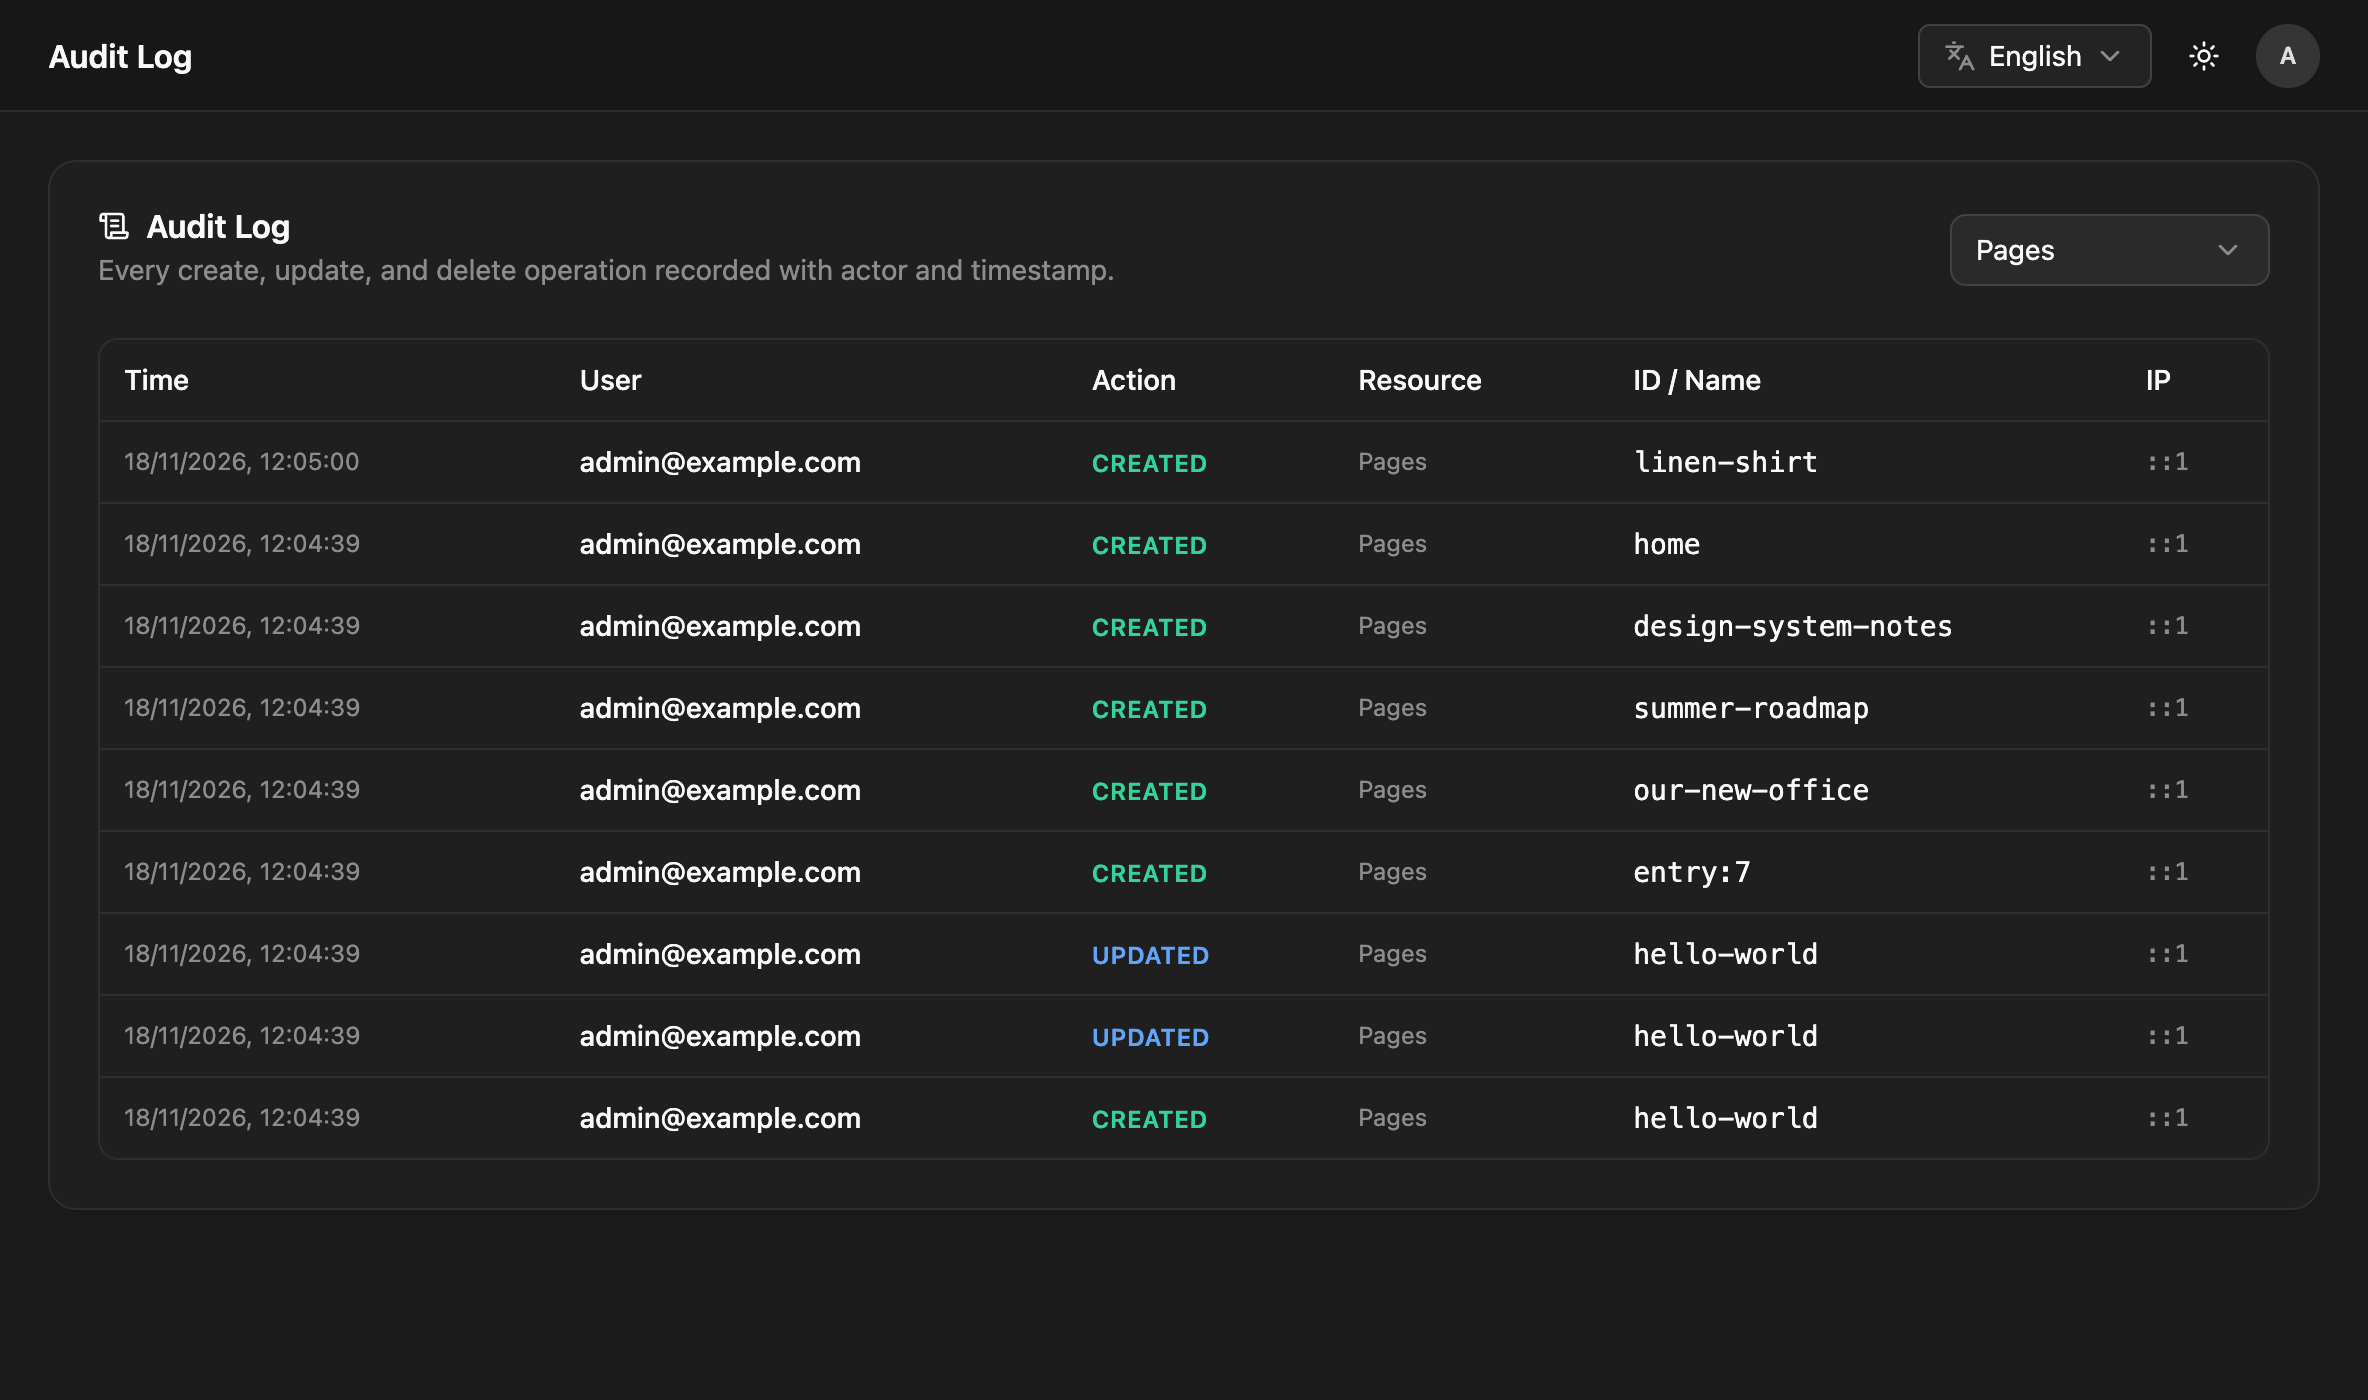 Audit Log
English
A
Audit Log
Every create, update, and delete operation recorded with actor and timestamp.
Pages
Time User Action Resource ID / Name IP
18/11/2026, 12:05:00 admin@example.com CREATED Pages linen-shirt ::1
18/11/2026, 12:04:39 admin@example.com CREATED Pages home ::1
18/11/2026, 12:04:39 admin@example.com CREATED Pages design-system-notes ::1
18/11/2026, 12:04:39 admin@example.com CREATED Pages summer-roadmap ::1
18/11/2026, 12:04:39 admin@example.com CREATED Pages our-new-office ::1
18/11/2026, 12:04:39 admin@example.com CREATED Pages entry:7 ::1
18/11/2026, 12:04:39 admin@example.com UPDATED Pages hello-world ::1
18/11/2026, 12:04:39 admin@example.com UPDATED Pages hello-world ::1
18/11/2026, 12:04:39 admin@example.com CREATED Pages hello-world ::1